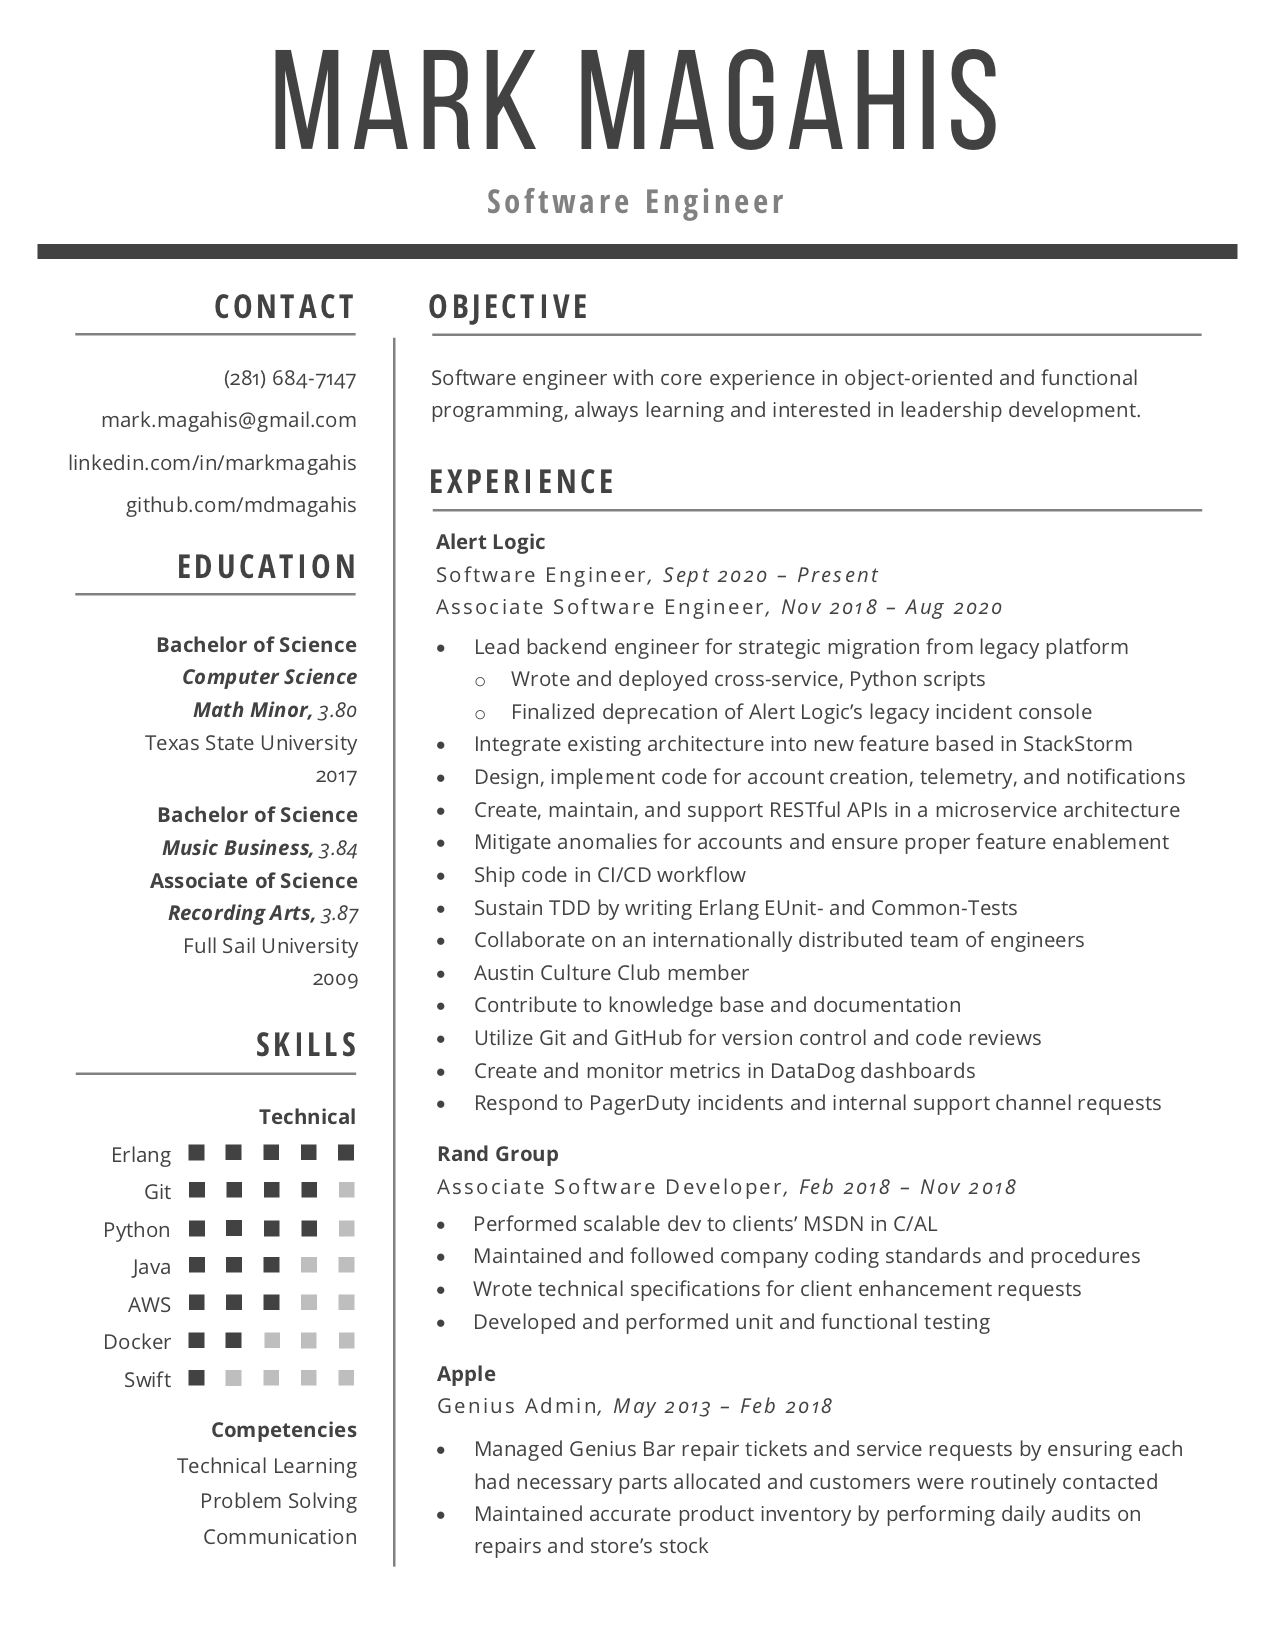 MARK MAGAHIS
Software Engineer
CONTACT
(281) 684-7147
mark.magahis@gmail.com
linkedin.com/in/markmagahis
github.com/mdmagahis
EDUCATION
Bachelor of Science
Computer Science
Math Minor, 3.80
Texas State University
2017
Bachelor of Science
Music Business, 3.84
Associate of Science
Recording Arts, 3.87
Full Sail University
2009
SKILLS
Technical
Erlang
Git
Python
Java
AWS
Docker
Swift
Competencies
Technical Learning
Problem Solving
Communication
OBJECTIVE
Software engineer with core experience in object-oriented and functional
programming, always learning and interested in leadership development.
EXPERIENCE
Alert Logic
Software Engineer, Sept 2020 – Present
Associate Software Engineer, Nov 2018 – Aug 2020
• Lead backend engineer for strategic migration from legacy platform
○ Wrote and deployed cross-service, Python scripts
○ Finalized deprecation of Alert Logic’s legacy incident console
• Integrate existing architecture into new feature based in StackStorm
• Design, implement code for account creation, telemetry, and notifications
• Create, maintain, and support RESTful APIs in a microservice architecture
• Mitigate anomalies for accounts and ensure proper feature enablement
• Ship code in CI/CD workflow
• Sustain TDD by writing Erlang EUnit- and Common-Tests
• Collaborate on an internationally distributed team of engineers
• Austin Culture Club member
• Contribute to knowledge base and documentation
• Utilize Git and GitHub for version control and code reviews
• Create and monitor metrics in DataDog dashboards
• Respond to PagerDuty incidents and internal support channel requests
Rand Group
Associate Software Developer, Feb 2018 – Nov 2018
• Performed scalable dev to clients’ MSDN in C/AL
• Maintained and followed company coding standards and procedures
• Wrote technical specifications for client enhancement requests
• Developed and performed unit and functional testing
Apple
Genius Admin, May 2013 – Feb 2018
• Managed Genius Bar repair tickets and service requests by ensuring each
had necessary parts allocated and customers were routinely contacted
• Maintained accurate product inventory by performing daily audits on
repairs and store’s stock